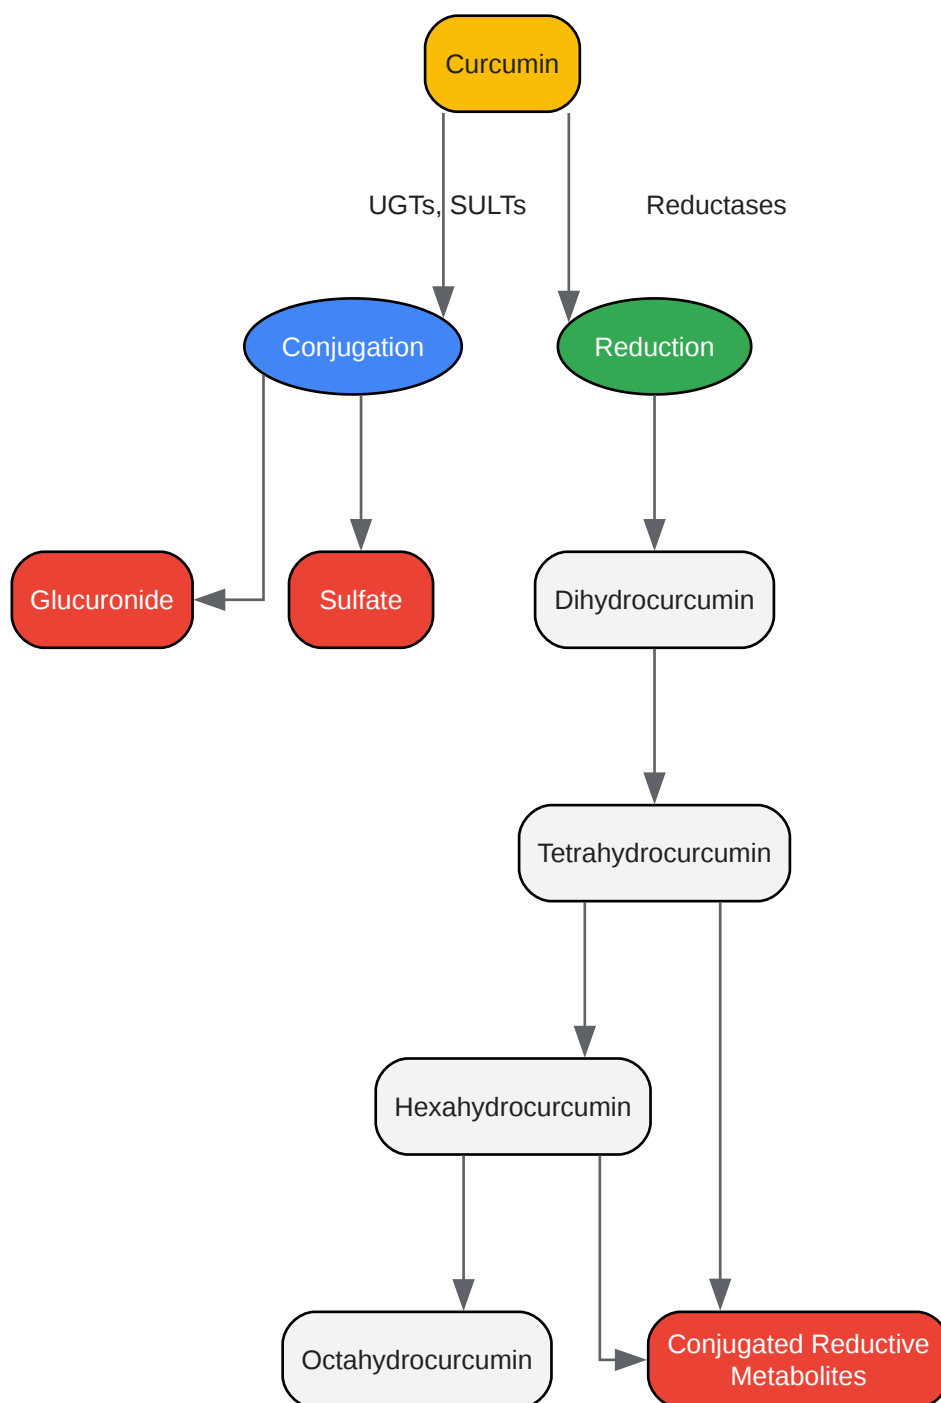 Curcumin
UGTs, SULTs
Reductases
Conjugation
Reduction
Glucuronide
Sulfate
Dihydrocurcumin
Tetrahydrocurcumin
Hexahydrocurcumin
Octahydrocurcumin
Conjugated Reductive
Metabolites